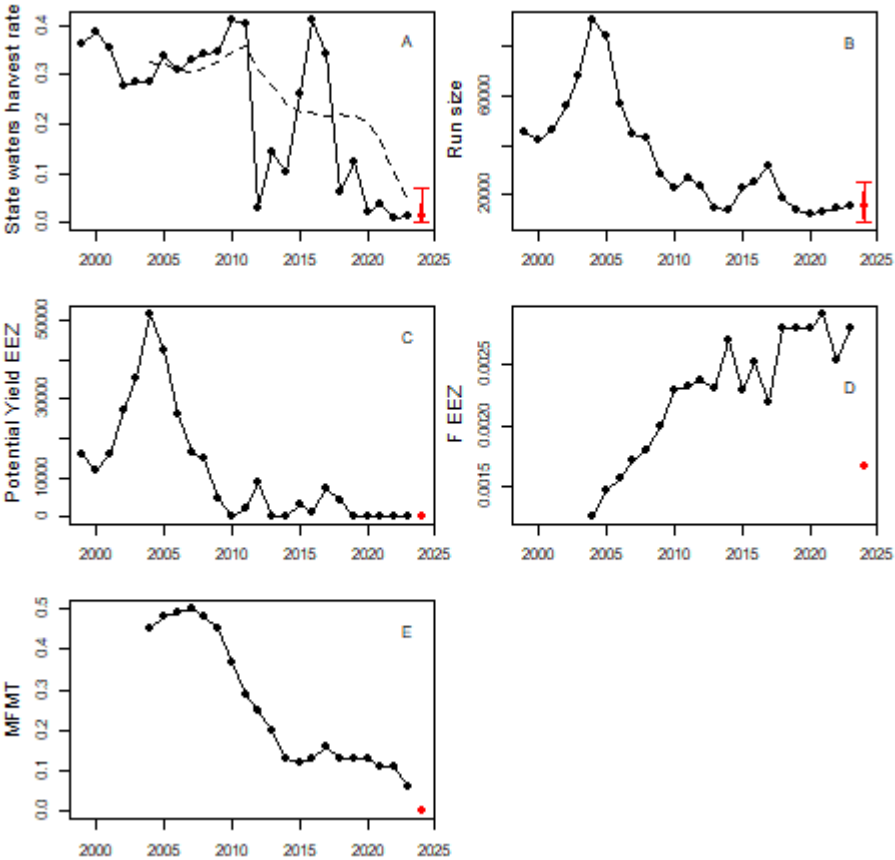 State waters harvest rate
0.4
0.3
0.2
0.1
0.0
A
2000 2005 2010 2015 2020 2025
Run size
60000
20000
B
2000 2005 2010 2015 2020 2025
Potential Yield EEZ
50000
30000
10000
0
C
2000 2005 2010 2015 2020 2025
F EEZ
0.0025
0.0020
0.0015
D
2000 2005 2010 2015 2020 2025
MFMT
0.5
0.4
0.3
0.2
0.1
0.0
E
2000 2005 2010 2015 2020 2025